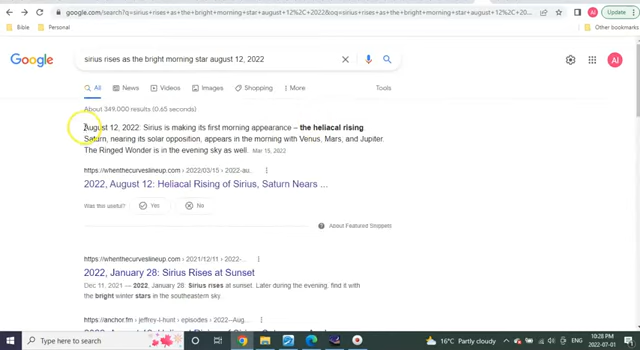 google.com/search?q=sirius+rises+as+the+bright+morning+star+august+12%2C+2022&oq=sirius+rises+as+the+bright+morning+star+august+12%2C+2022
Update
Bible
Personal
Other bookmarks
Google
sirius rises as the bright morning star august 12, 2022
AI
All
News
Videos
Images
Shopping
More
Tools
About 349,000 results (0.65 seconds)
August 12, 2022: Sirius is making its first morning appearance – the heliacal rising.
Saturn, nearing its solar opposition, appears in the morning with Venus, Mars, and Jupiter.
The Ringed Wonder is in the evening sky as well. Mar 15, 2022
https://whenthecurveslineup.com › 2022/03/15 › 2022-au...
2022, August 12: Heliacal Rising of Sirius, Saturn Nears ...
Was this useful?
Yes
No
About Featured Snippets
https://whenthecurveslineup.com › 2021/12/11 › 2022-...
2022, January 28: Sirius Rises at Sunset
Dec 11, 2021 — 2022, January 28: Sirius rises at sunset. Later during the evening, find it with
the bright winter stars in the southeastern sky.
https://anchor.fm › jeffrey-l-hunt › episodes › 2022--Aug...
Type here to search
16°C Partly cloudy
ENG
10:28 PM
2022-07-01